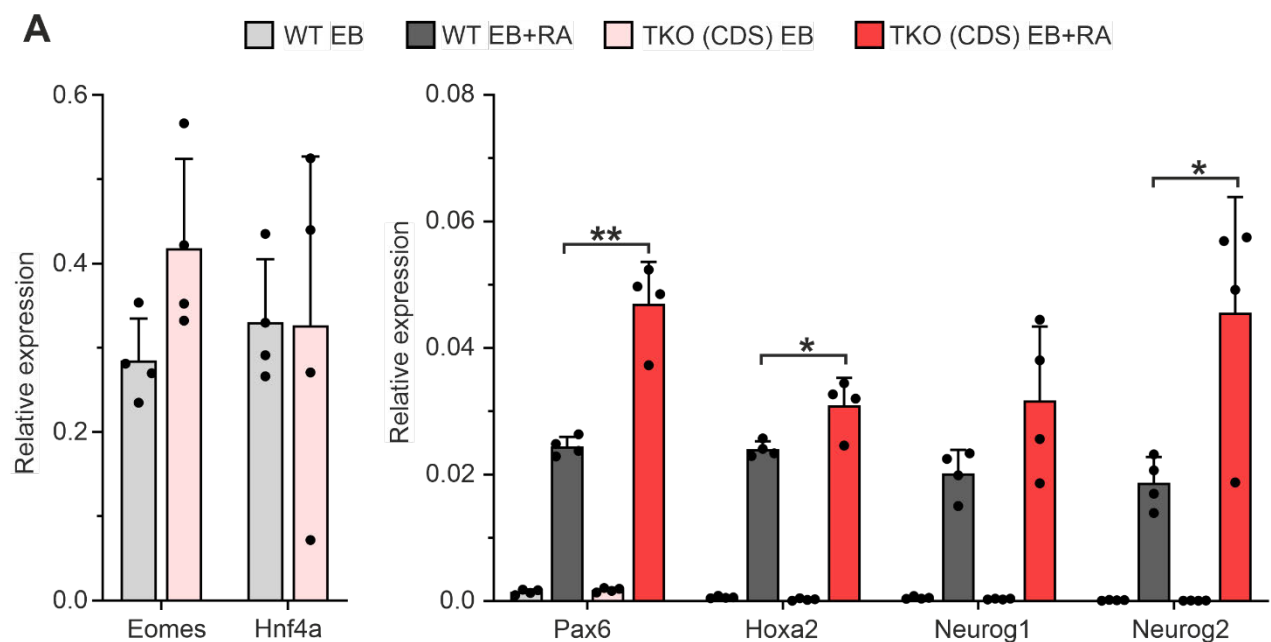 A
WT EB WT EB+RA TKO (CDS) EB TKO (CDS) EB+RA
Relative expression
0.6
0.4
0.2
0.0
Eomes Hnf4a
Relative expression
0.08
0.06
0.04
0.02
0.0
** * *
Pax6 Hoxa2 Neurog1 Neurog2